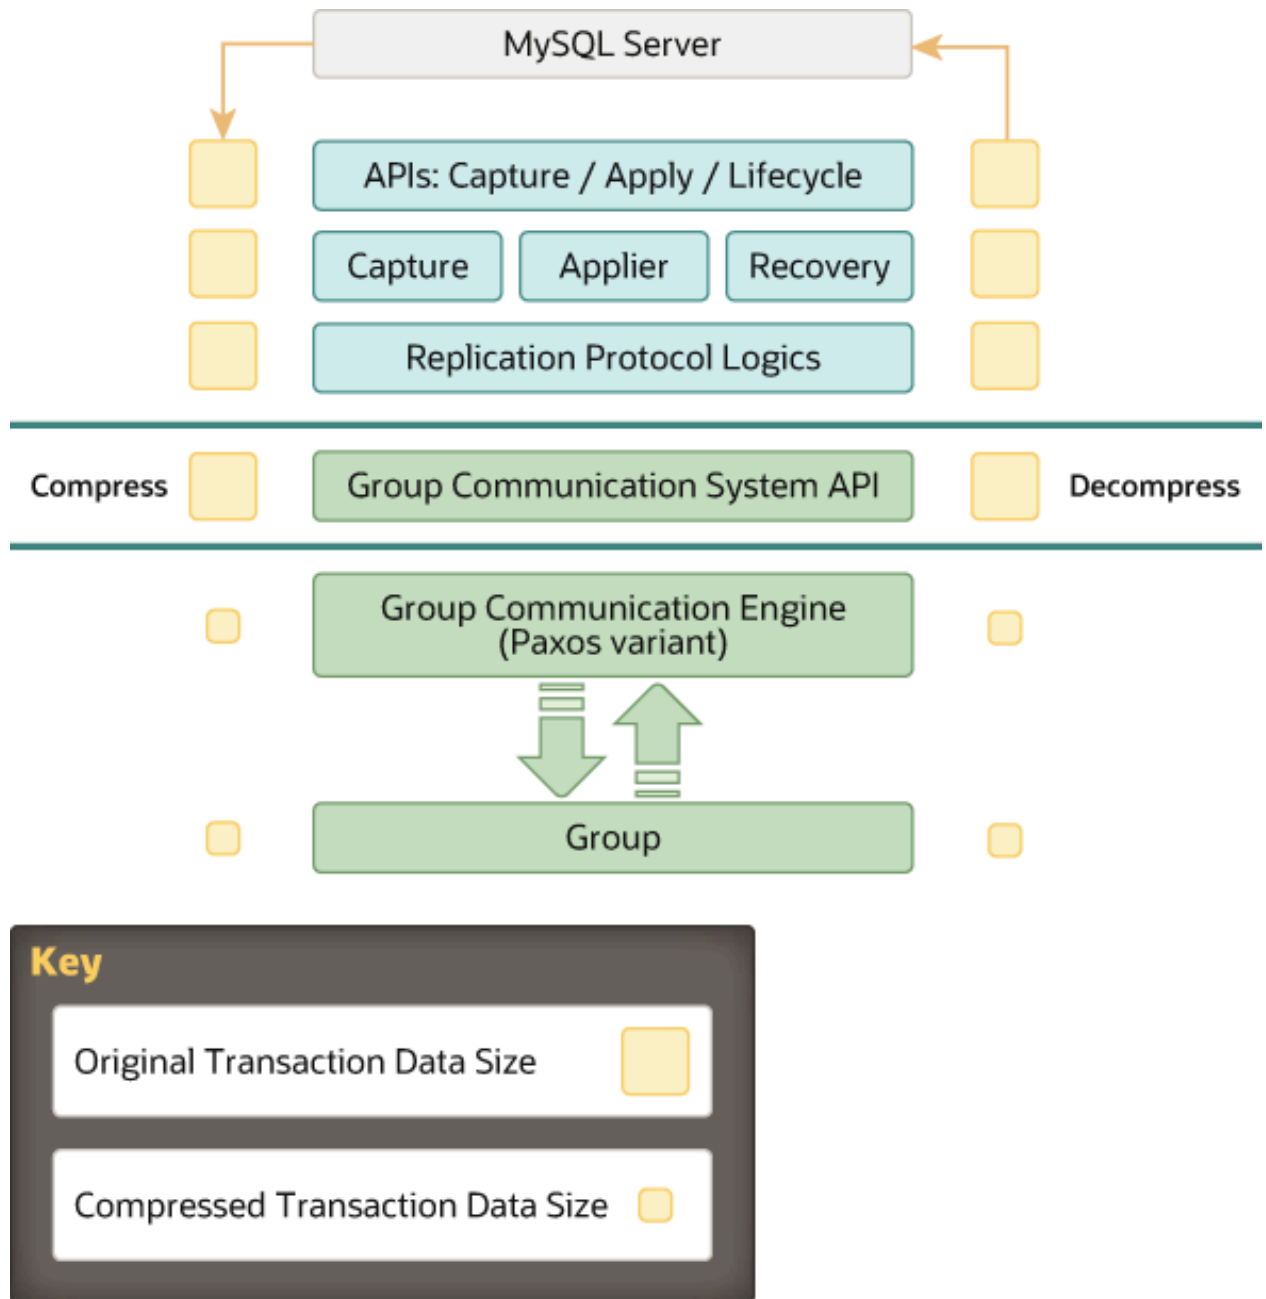 MySQL Server
APIs: Capture / Apply / Lifecycle
Capture
Applier
Recovery
Replication Protocol Logics
Compress
Group Communication System API
Decompress
Group Communication Engine
(Paxos variant)
Group
Key
Original Transaction Data Size
Compressed Transaction Data Size